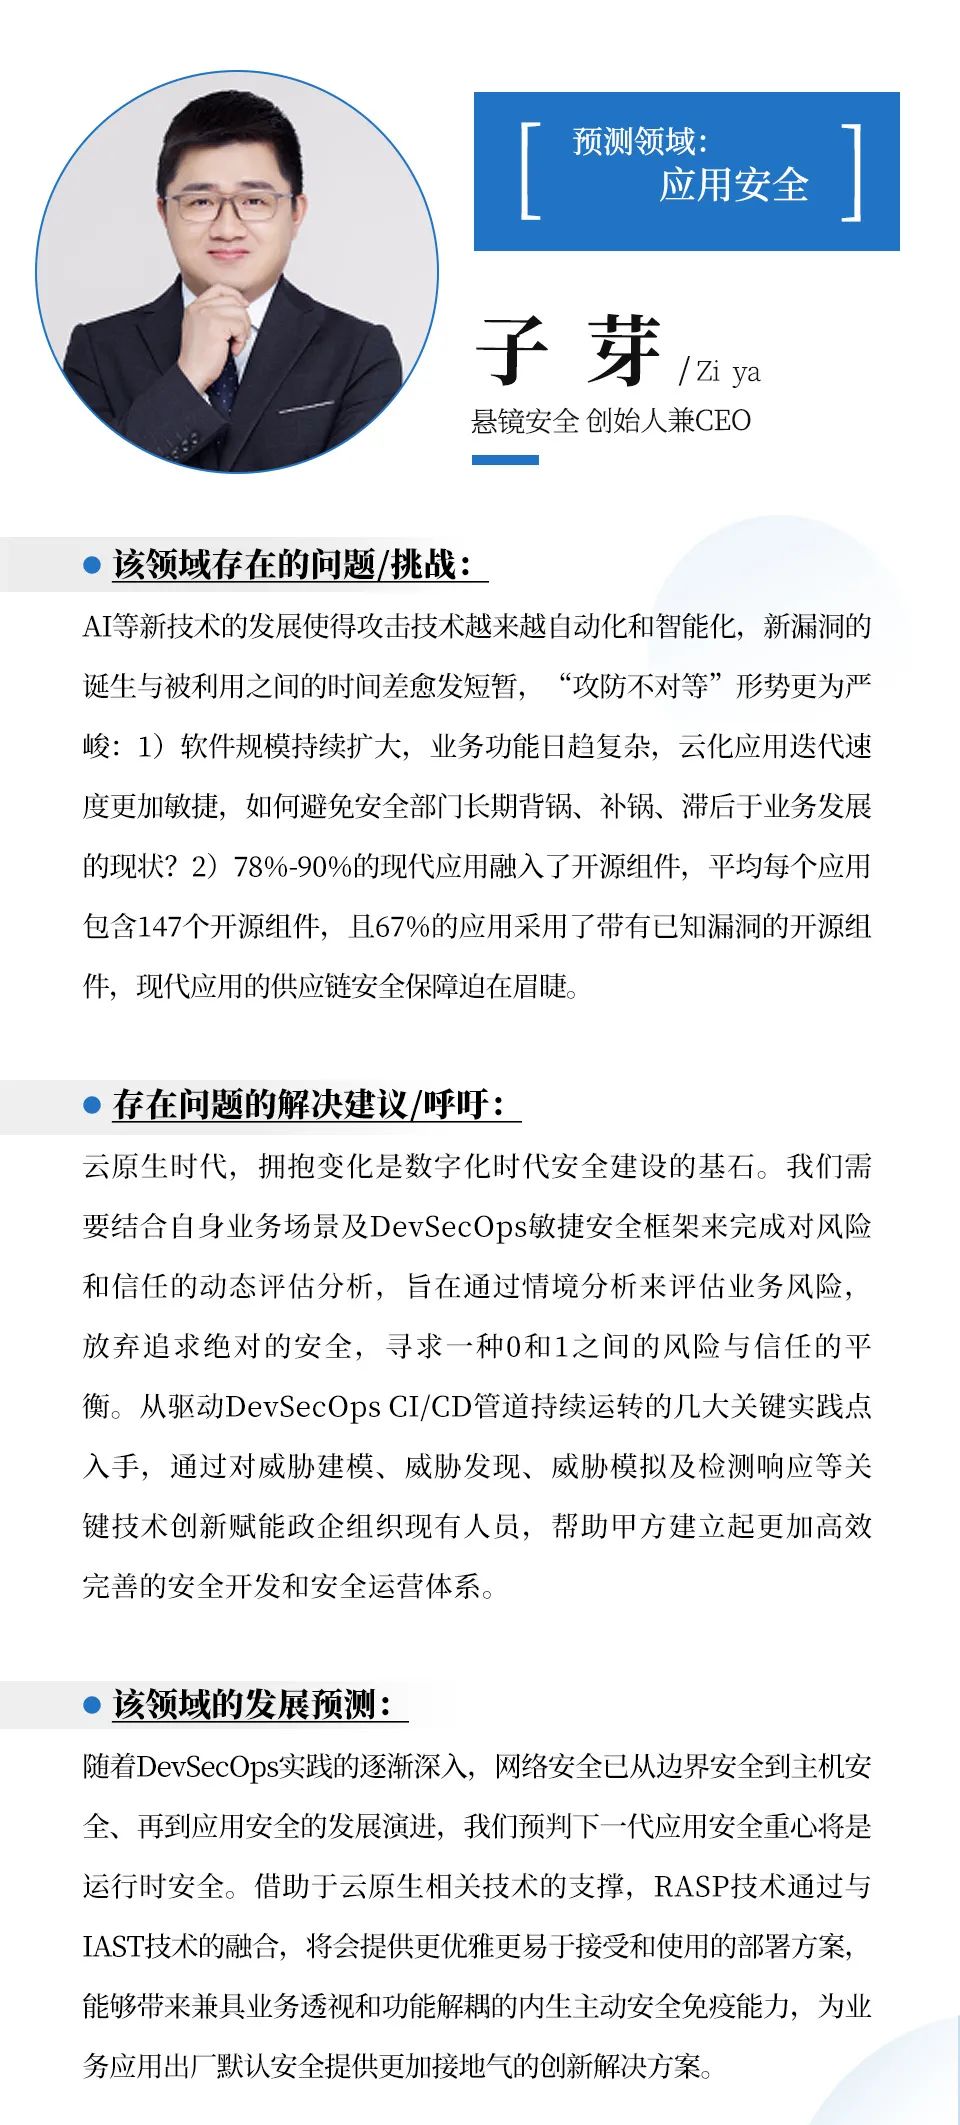 预测领域：
应用安全
子 芽 /Zi ya
悬镜安全 创始人兼CEO
该领域存在的问题/挑战：
AI等新技术的发展使得攻击技术越来越自动化和智能化，新漏洞的
诞生与被利用之间的时间差愈发短暂，“攻防不对等”形势更为严
峻：1）软件规模持续扩大，业务功能日趋复杂，云化应用迭代速
度更加敏捷，如何避免安全部门长期背锅、补锅、滞后于业务发展
的现状？2）78%-90%的现代应用融入了开源组件，平均每个应用
包含147个开源组件，且67%的应用采用了带有已知漏洞的开源组
件，现代应用的供应链安全保障迫在眉睫。
存在问题的解决建议/呼吁：
云原生时代，拥抱变化是数字化时代安全建设的基石。我们需
要结合自身业务场景及DevSecOps敏捷安全框架来完成对风险
和信任的动态评估分析，旨在通过情境分析来评估业务风险，
放弃追求绝对的安全，寻求一种0和1之间的风险与信任的平
衡。从驱动DevSecOps CI/CD管道持续运转的几大关键实践点
入手，通过对威胁建模、威胁发现、威胁模拟及检测响应等关
键技术创新赋能政企组织现有人员，帮助甲方建立起更加高效
完善的安全开发和安全运营体系。
该领域的发展预测：
随着DevSecOps实践的逐渐深入，网络安全已从边界安全到主机安
全、再到应用安全的发展演进，我们预判下一代应用安全重心将是
运行时安全。借助于云原生相关技术的支撑，RASP技术通过与
IAST技术的融合，将会提供更优雅更易于接受和使用的部署方案，
能够带来兼具业务透视和功能解耦的内生主动安全免疫能力，为业
务应用出厂默认安全提供更加接地气的创新解决方案。